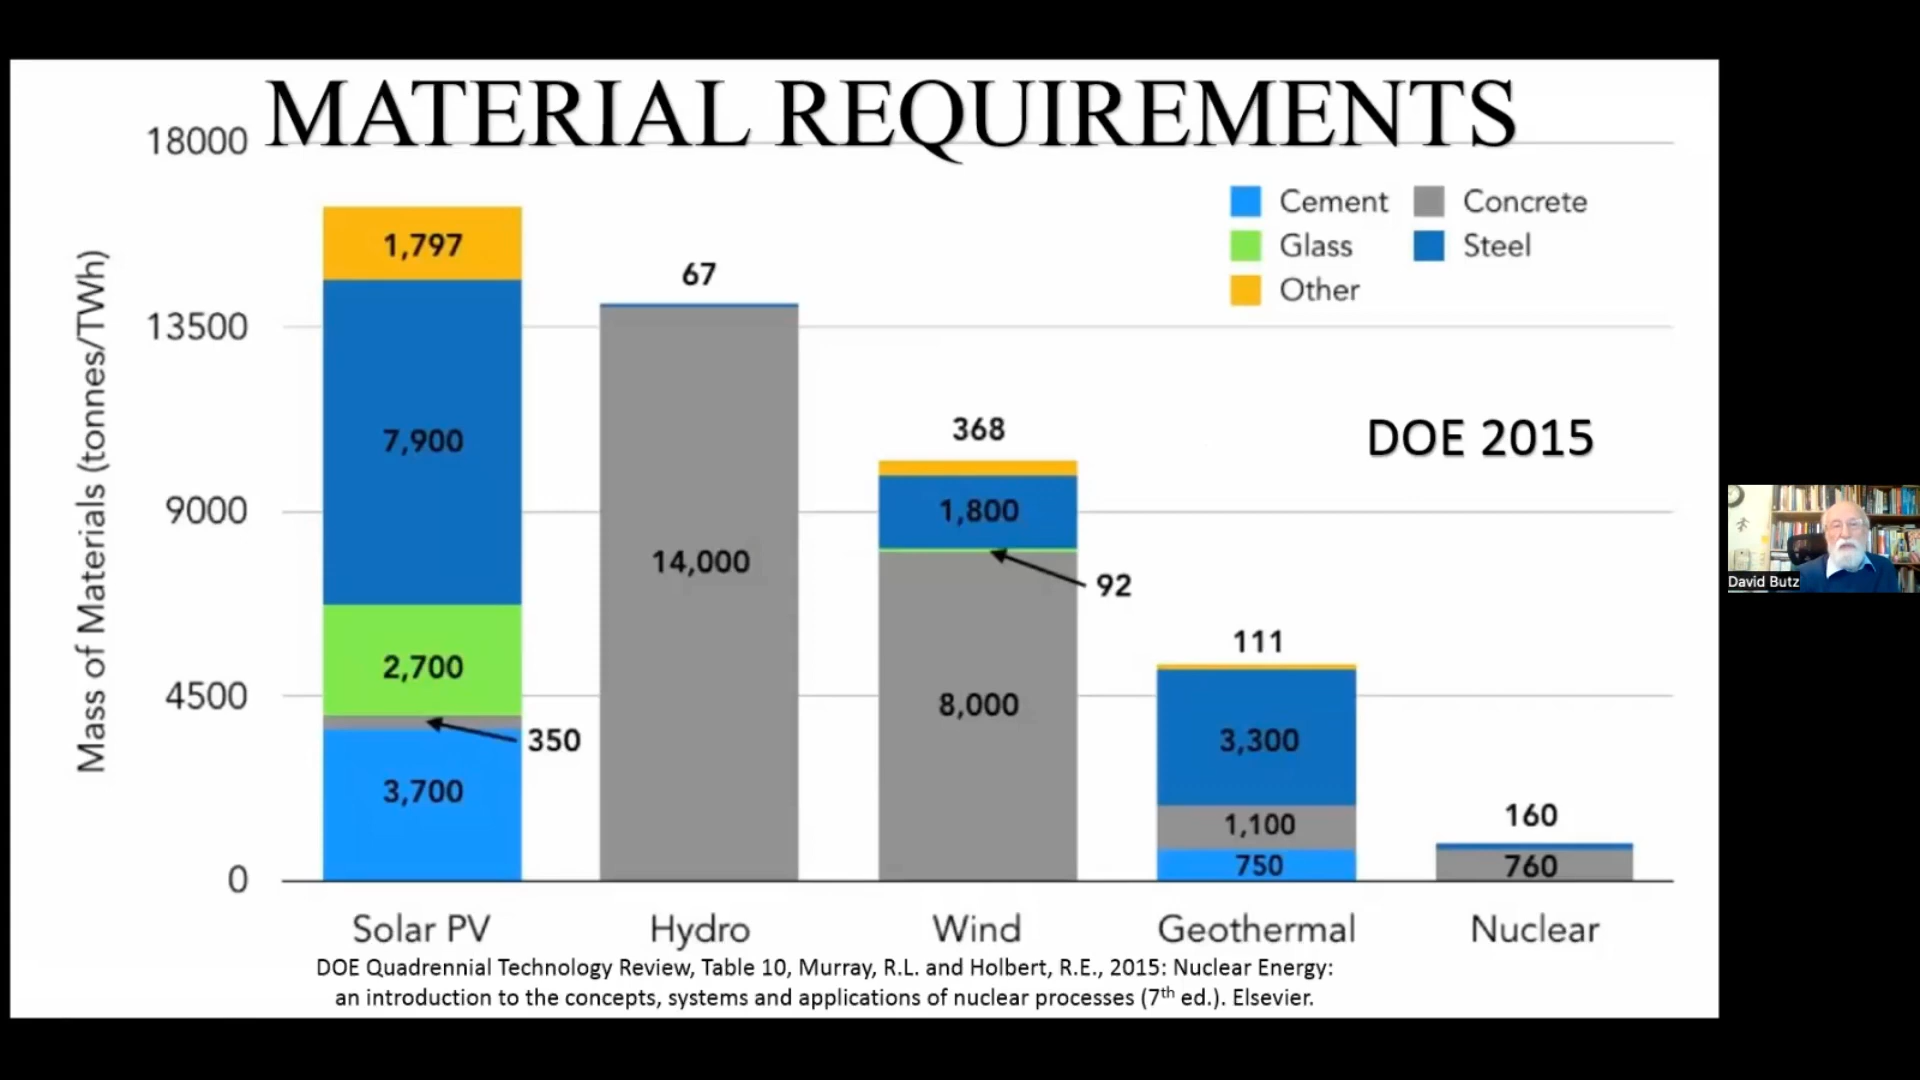 MATERIAL REQUIREMENTS
Mass of Materials (tonnes/TWh)
18000
13500
9000
4500
0
Cement
Concrete
Glass
Steel
Other
DOE 2015
1,797
7,900
2,700
350
3,700
67
14,000
368
1,800
92
8,000
111
3,300
1,100
750
160
760
Solar PV
Hydro
Wind
Geothermal
Nuclear
DOE Quadrennial Technology Review, Table 10, Murray, R.L. and Holbert, R.E., 2015: Nuclear Energy:
an introduction to the concepts, systems and applications of nuclear processes (7th ed.). Elsevier.
David Butz